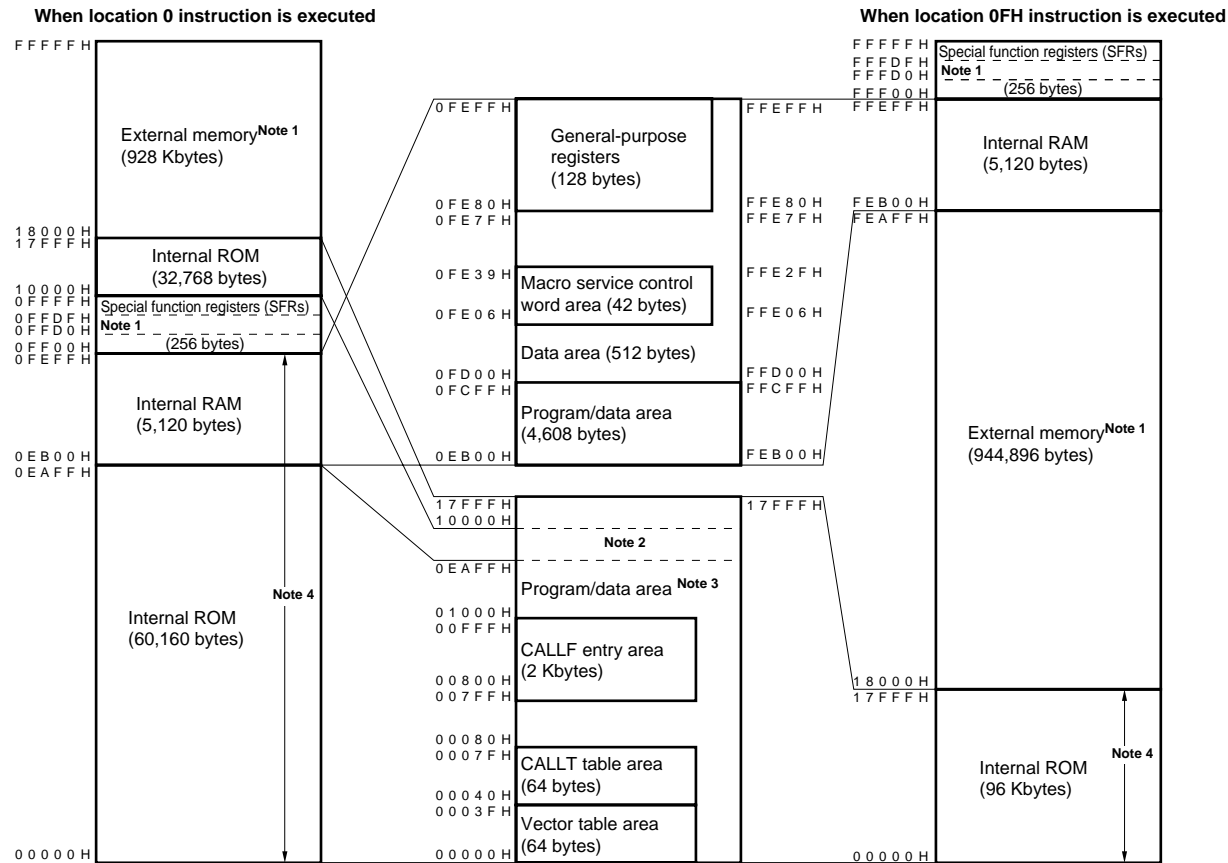 When location 0 instruction is executed
When location 0FH instruction is executed
FFFFFH
External memory Note 1
(928 Kbytes)
18000H
17FFFH
Internal ROM
(32,768 bytes)
10000H
0FFFFH
Special function registers (SFRs)
0FFDFH
Note 1
0FFD0H
(256 bytes)
0FF00H
0FEFFH
Internal RAM
(5,120 bytes)
0EB00H
0EAFFH
Internal ROM
(60,160 bytes)
Note 4
00000H
0FEFFH
General-purpose
registers
(128 bytes)
FFEFFH
0FE80H
FFE80H
0FE7FH
FFE7FH
0FE39H
FFE2FH
Macro service control
word area (42 bytes)
0FE06H
FFE06H
Data area (512 bytes)
0FD00H
FFD00H
0FCFFH
FFCFFH
Program/data area
(4,608 bytes)
0EB00H
FEB00H
17FFFH
17FFFH
10000H
Note 2
0EAFFH
Program/data area Note 3
01000H
00FFFH
CALLF entry area
(2 Kbytes)
00800H
007FFH
00080H
0007FH
CALLT table area
(64 bytes)
00040H
0003FH
Vector table area
(64 bytes)
00000H
FFFFFH
Special function registers (SFRs)
FFFDFH
Note 1
FFFD0H
(256 bytes)
FFF00H
FFEFFH
Internal RAM
(5,120 bytes)
FEB00H
FEAFFH
External memory Note 1
(944,896 bytes)
18000H
17FFFH
Note 4
Internal ROM
(96 Kbytes)
00000H